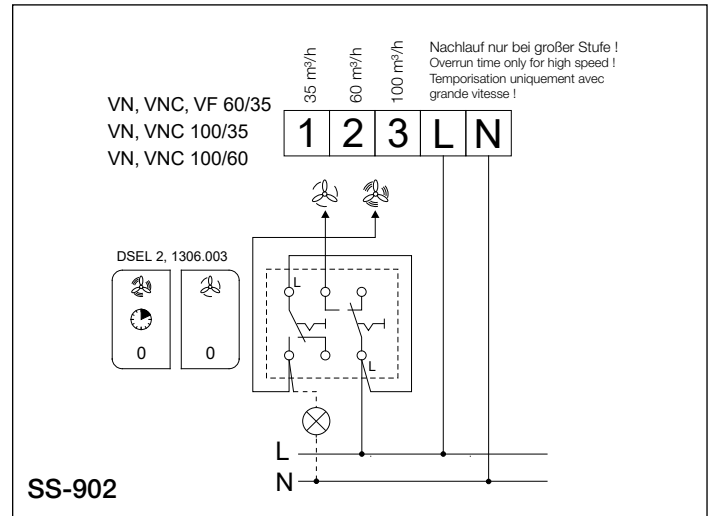 35 m³/h
60 m³/h
100 m³/h
Nachlauf nur bei großer Stufe !
Overrun time only for high speed !
Temporisation uniquement avec
grande vitesse !
VN, VNC, VF 60/35
VN, VNC 100/35
VN, VNC 100/60
1 2 3 L N
DSEL 2, 1306.003
0
0
L
L
L
N
SS-902